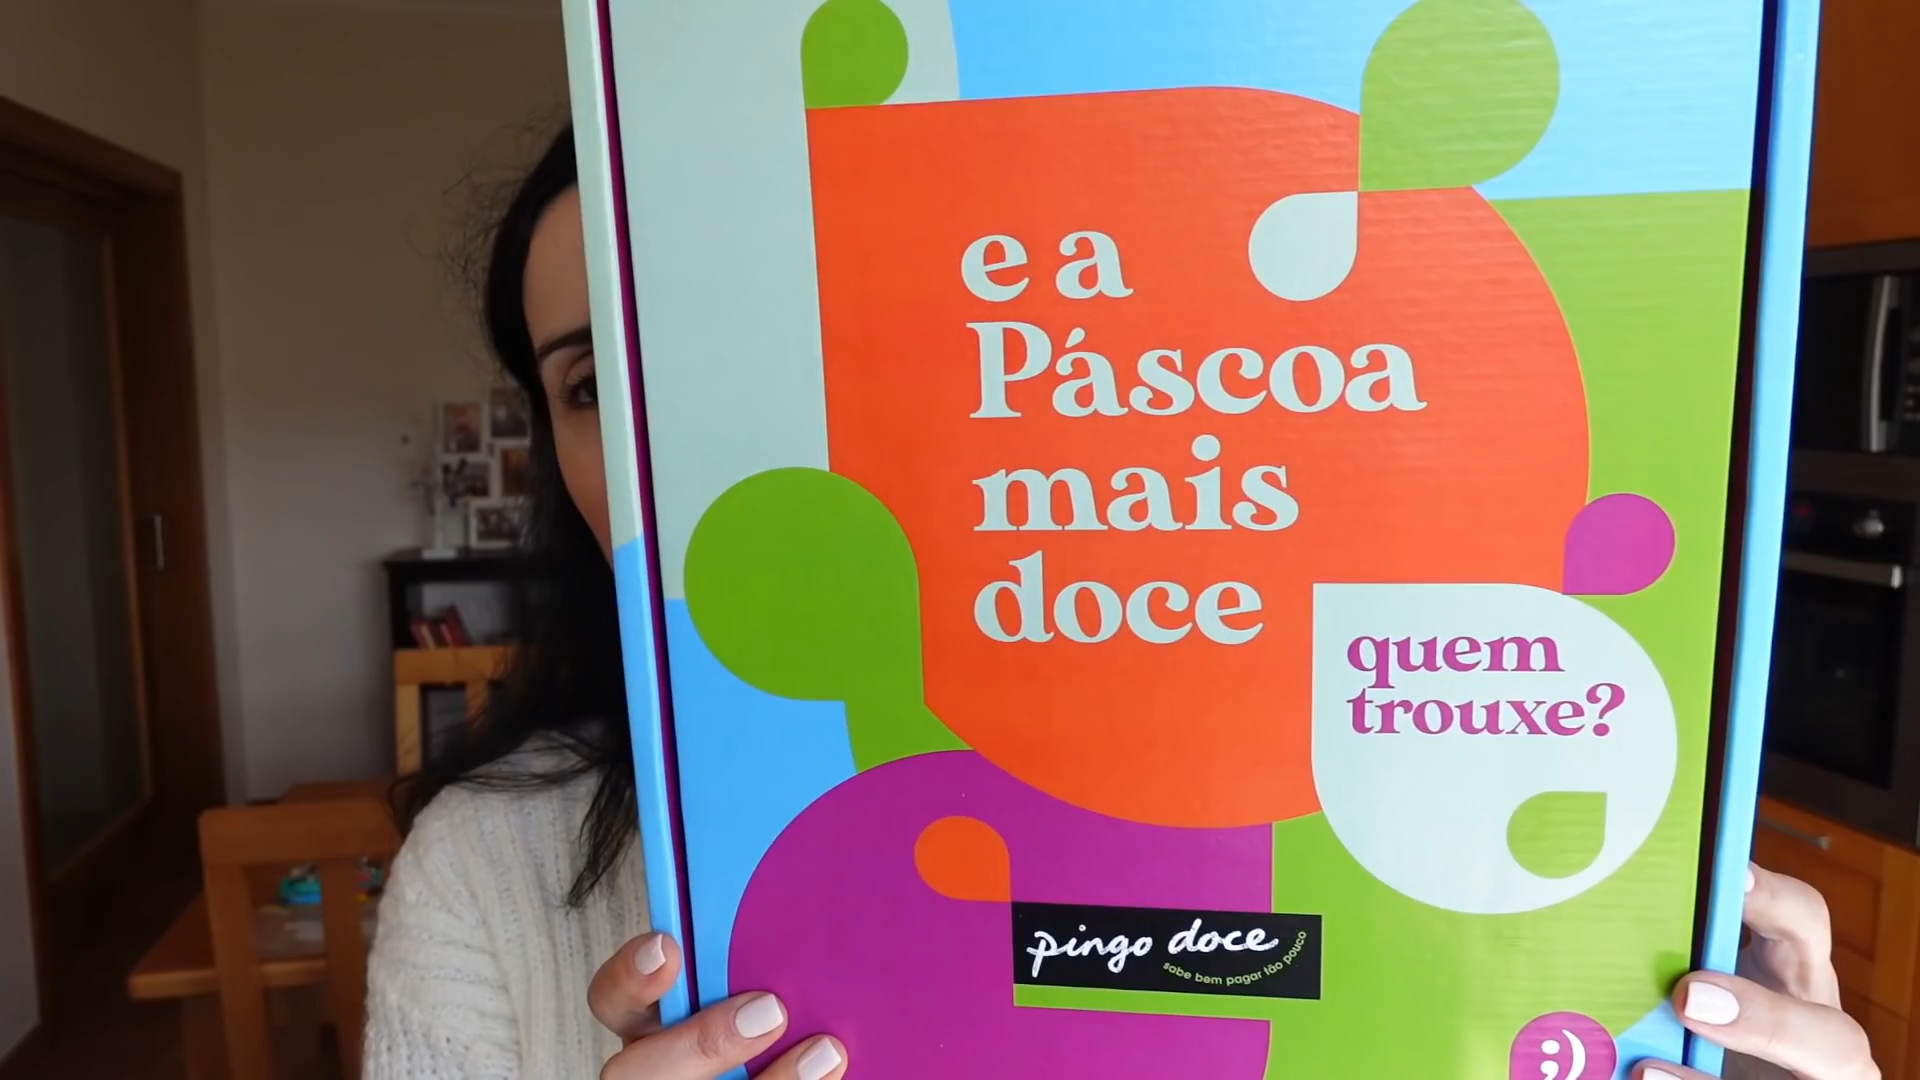 e a
Páscoa
mais
doce
quem
trouxe?
pingo doce
sabe bem pagar tão pouco
;)